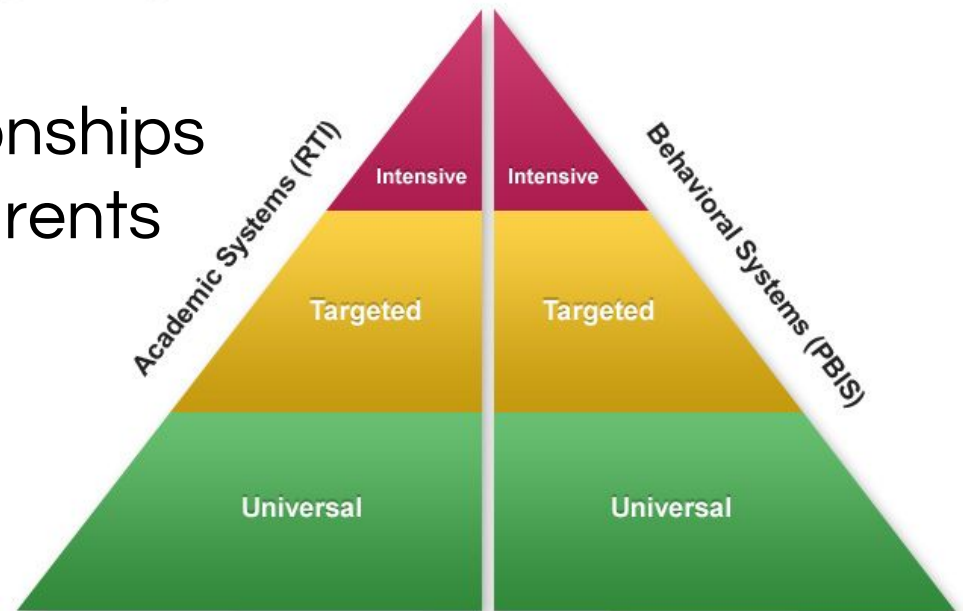 onships
rents
Academic Systems (RTI)
Behavioral Systems (PBIS)
Intensive
Intensive
Targeted
Targeted
Universal
Universal